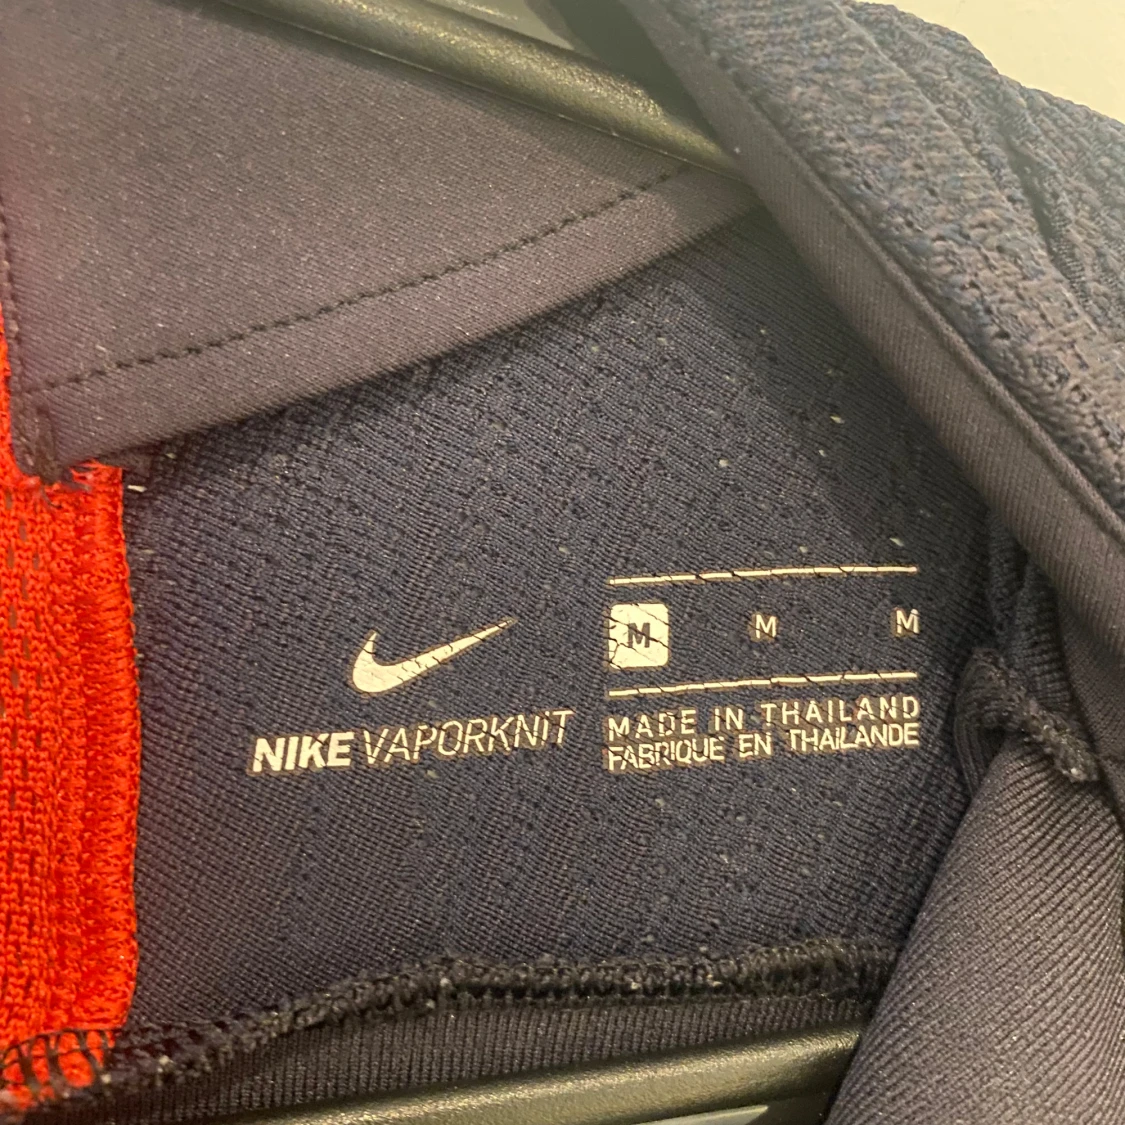 NIKE VAPORKNIT
M M M
MADE IN THAILAND
FABRIQUE EN THAILANDE